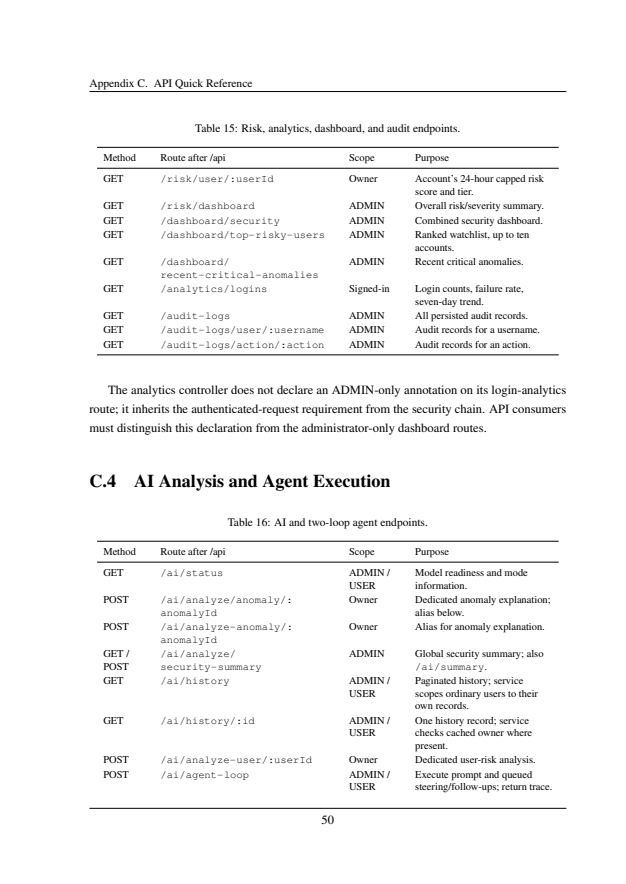 Appendix C. API Quick Reference
Table 15: Risk, analytics, dashboard, and audit endpoints.
Method Route after /api Scope Purpose
GET /risk/user/:userId Owner Account's 24-hour capped risk
score and tier.
GET /risk/dashboard ADMIN Overall risk/severity summary.
GET /dashboard/security ADMIN Combined security dashboard.
GET /dashboard/top-risky-users ADMIN Ranked watchlist, up to ten
accounts.
GET /dashboard/ ADMIN Recent critical anomalies.
recent-critical-anomalies
GET /analytics/logins Signed-in Login counts, failure rate,
seven-day trend.
GET /audit-logs ADMIN All persisted audit records.
GET /audit-logs/user/:username ADMIN Audit records for a username.
GET /audit-logs/action/:action ADMIN Audit records for an action.
The analytics controller does not declare an ADMIN-only annotation on its login-analytics
route; it inherits the authenticated-request requirement from the security chain. API consumers
must distinguish this declaration from the administrator-only dashboard routes.
C.4 AI Analysis and Agent Execution
Table 16: AI and two-loop agent endpoints.
Method Route after /api Scope Purpose
GET /ai/status ADMIN / Model readiness and mode
USER information.
POST /ai/analyze/anomaly/: Owner Dedicated anomaly explanation;
anomalyId alias below.
POST /ai/analyze-anomaly/: Owner Alias for anomaly explanation.
anomalyId
GET / /ai/analyze/ ADMIN Global security summary; also
POST security-summary /ai/summary.
GET /ai/history ADMIN / Paginated history; service
USER scopes ordinary users to their
own records.
GET /ai/history/:id ADMIN / One history record; service
USER checks cached owner where
present.
POST /ai/analyze-user/:userId Owner Dedicated user-risk analysis.
POST /ai/agent-loop ADMIN / Execute prompt and queued
USER steering/follow-ups; return trace.
50